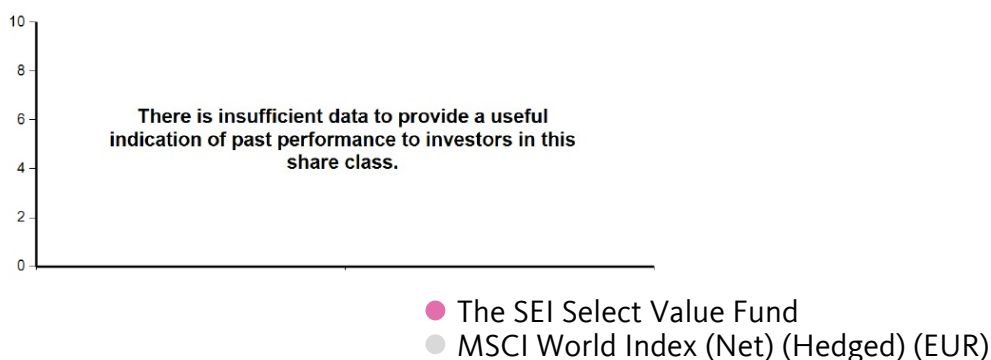 10
8
6
4
2
0
There is insufficient data to provide a useful
indication of past performance to investors in this
share class.
The SEI Select Value Fund
MSCI World Index (Net) (Hedged) (EUR)